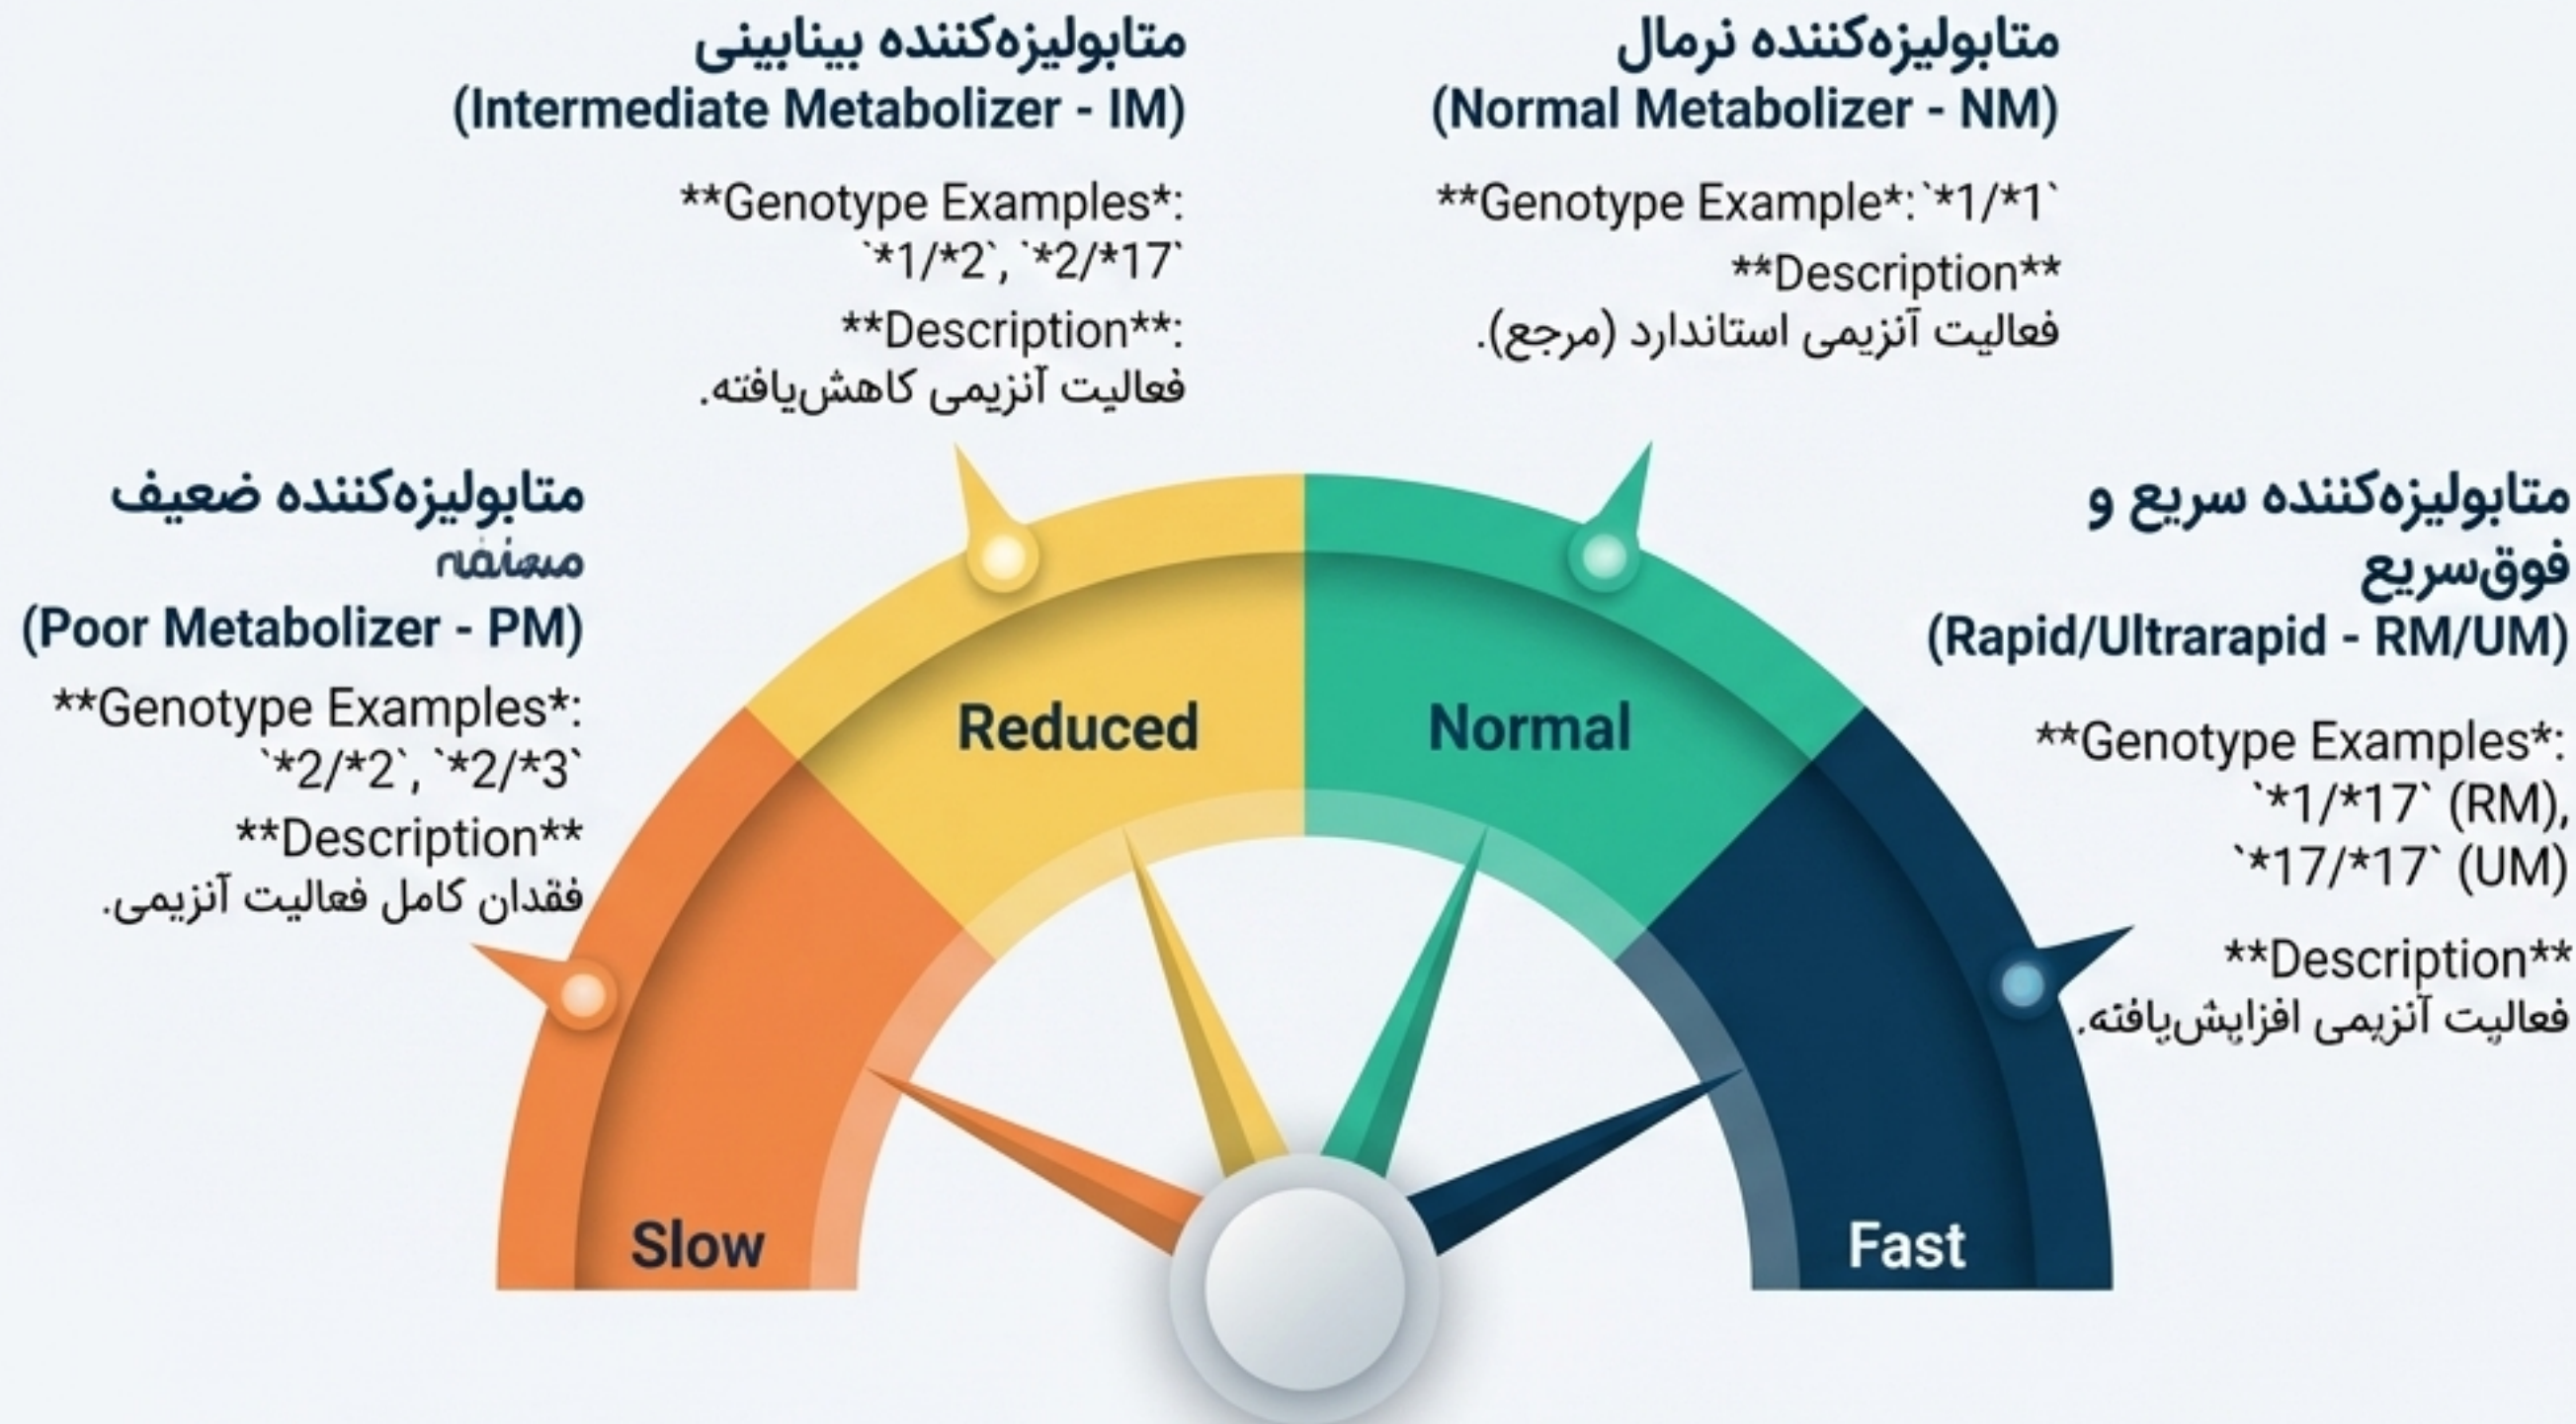 متابولیزه‌کننده بینابینی
(Intermediate Metabolizer - IM)
**Genotype Examples*:
`*1/*2`, `*2/*17`
**Description**:
فعالیت آنزیمی کاهش‌یافته.
متابولیزه‌کننده نرمال
(Normal Metabolizer - NM)
**Genotype Example*:`*1/*1`
**Description**
فعالیت آنزیمی استاندارد (مرجع).
متابولیزه‌کننده ضعیف
(Poor Metabolizer - PM)
**Genotype Examples*:
`*2/*2`, `*2/*3`
**Description**
فقدان کامل فعالیت آنزیمی.
متابولیزه‌کننده سریع و
فوق‌سریع
(Rapid/Ultrarapid - RM/UM)
**Genotype Examples*:
`*1/*17` (RM),
`*17/*17` (UM)
**Description**
فعالیت آنزیمی افزایش‌یافته.
Slow
Reduced
Normal
Fast